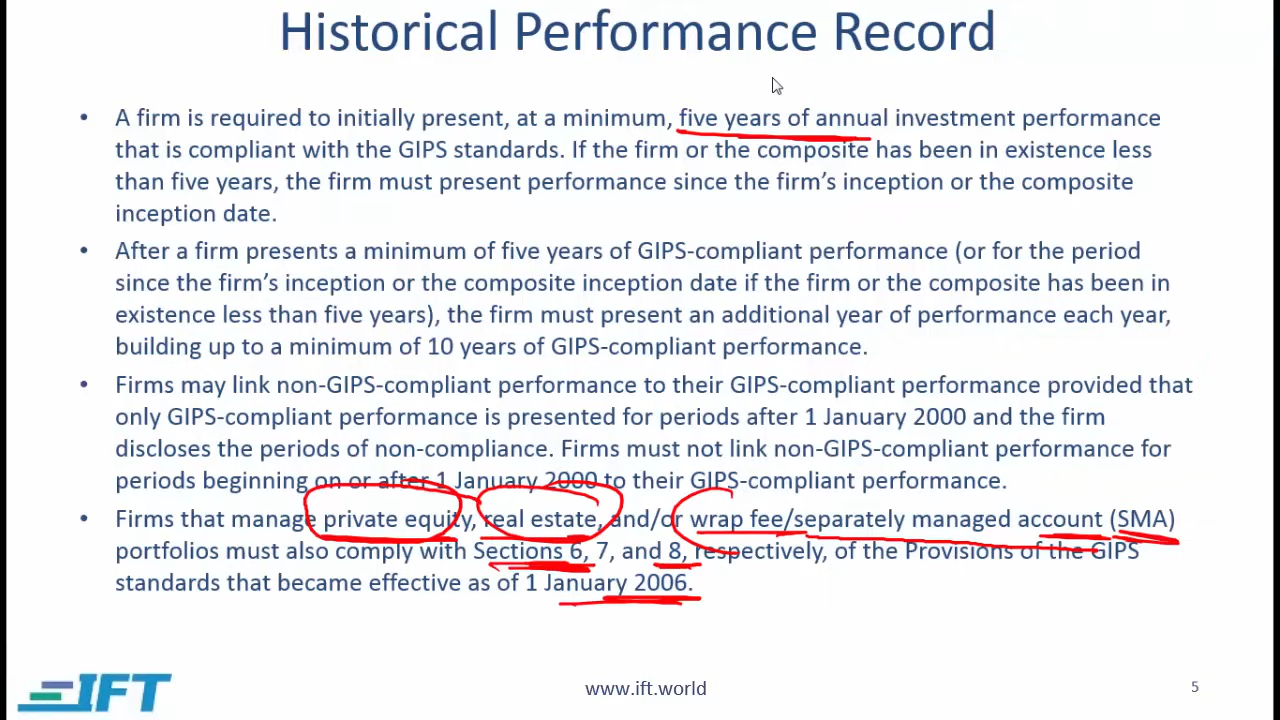 Historical Performance Record
• A firm is required to initially present, at a minimum, five years of annual investment performance
that is compliant with the GIPS standards. If the firm or the composite has been in existence less
than five years, the firm must present performance since the firm's inception or the composite
inception date.
• After a firm presents a minimum of five years of GIPS-compliant performance (or for the period
since the firm's inception or the composite inception date if the firm or the composite has been in
existence less than five years), the firm must present an additional year of performance each year,
building up to a minimum of 10 years of GIPS-compliant performance.
• Firms may link non-GIPS-compliant performance to their GIPS-compliant performance provided that
only GIPS-compliant performance is presented for periods after 1 January 2000 and the firm
discloses the periods of non-compliance. Firms must not link non-GIPS-compliant performance for
periods beginning on or after 1 January 2000 to their GIPS-compliant performance.
• Firms that manage private equity, real estate, and/or wrap fee/separately managed account (SMA)
portfolios must also comply with Sections 6, 7, and 8, respectively, of the Provisions of the GIPS
standards that became effective as of 1 January 2006.
IFT
www.ift.world
5